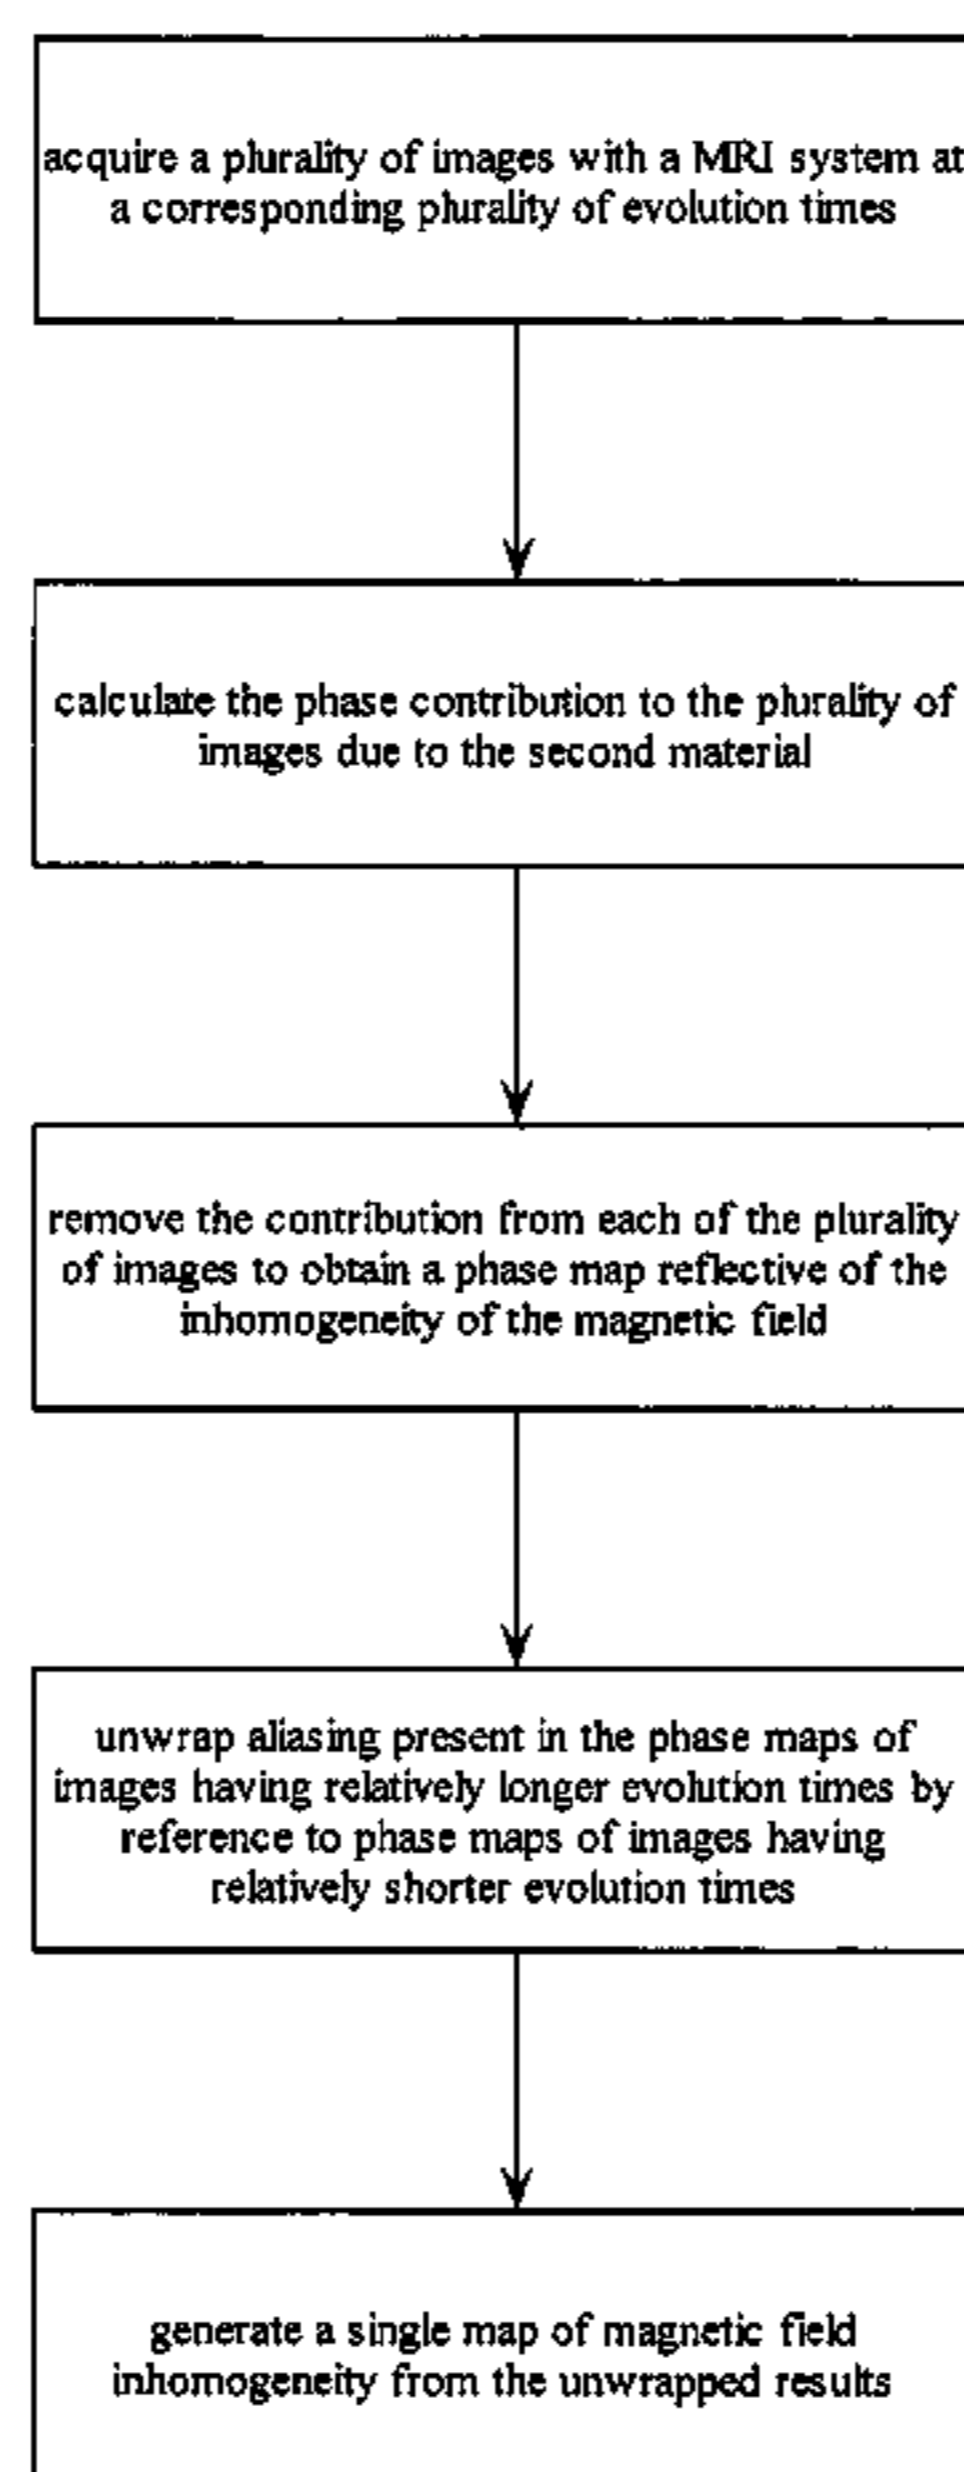 acquire a plurality of images with a MRI system at
a corresponding plurality of evolution times
calculate the phase contribution to the plurality of
images due to the second material
remove the contribution from each of the plurality
of images to obtain a phase map reflective of the
inhomogeneity of the magnetic field
unwrap aliasing present in the phase maps of
images having relatively longer evolution times by
reference to phase maps of images having
relatively shorter evolution times
generate a single map of magnetic field
inhomogeneity from the unwrapped results